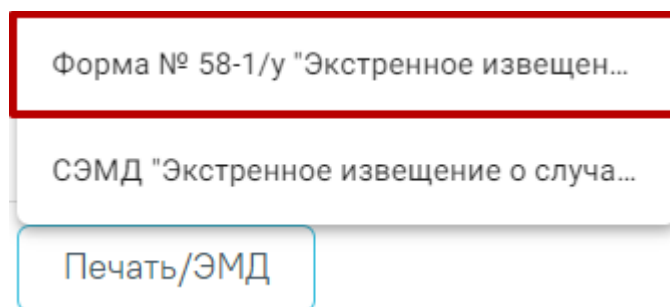 Форма № 58-1/у "Экстренное извещен...
СЭМД "Экстренное извещение о случа...
Печать/ЭМД